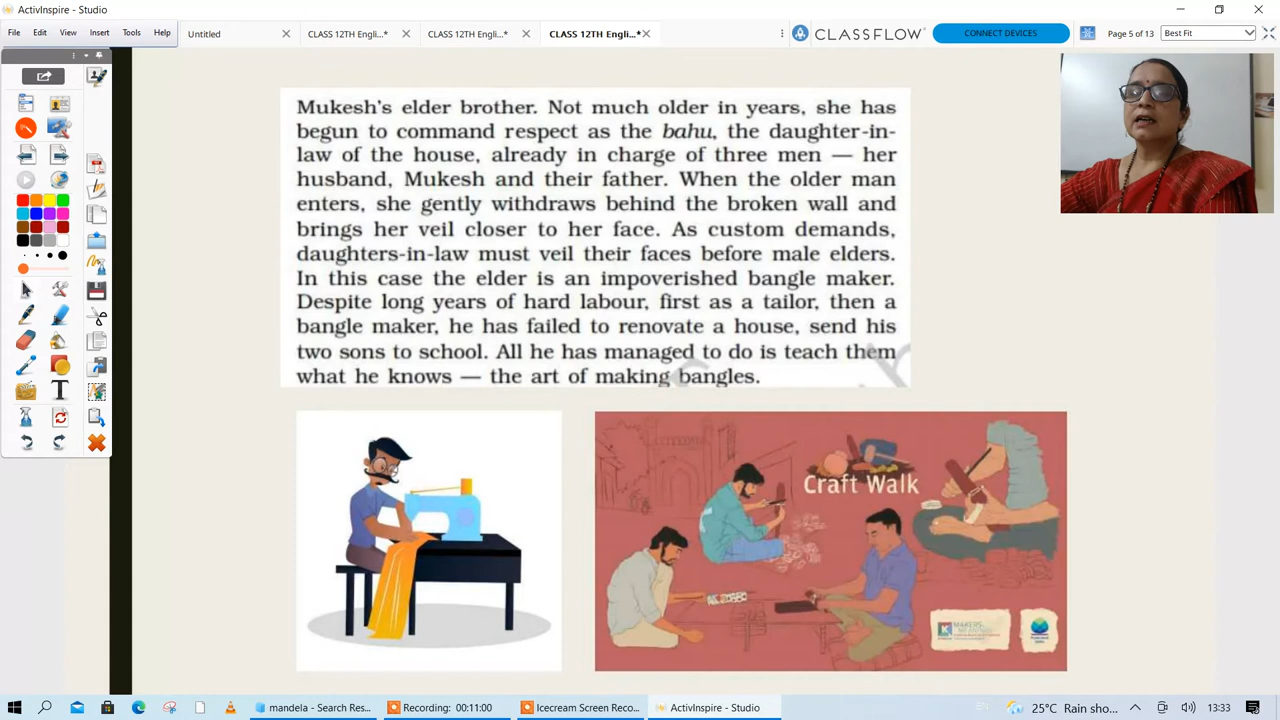 ActivInspire - Studio
File Edit View Insert Tools Help
Untitled
CLASS 12TH Engli...*
CLASS 12TH Engli...*
CLASS 12TH Engli...*
CLASSFLOW
CONNECT DEVICES
Page 5 of 13
Best Fit
Mukesh's elder brother. Not much older in years, she has
begun to command respect as the bahu, the daughter-in-
law of the house, already in charge of three men — her
husband, Mukesh and their father. When the older man
enters, she gently withdraws behind the broken wall and
brings her veil closer to her face. As custom demands,
daughters-in-law must veil their faces before male elders.
In this case the elder is an impoverished bangle maker.
Despite long years of hard labour, first as a tailor, then a
bangle maker, he has failed to renovate a house, send his
two sons to school. All he has managed to do is teach them
what he knows — the art of making bangles.
Craft Walk
mandela - Search Res...
Recording: 00:11:00
Icecream Screen Reco...
ActivInspire - Studio
25°C Rain sho...
13:33